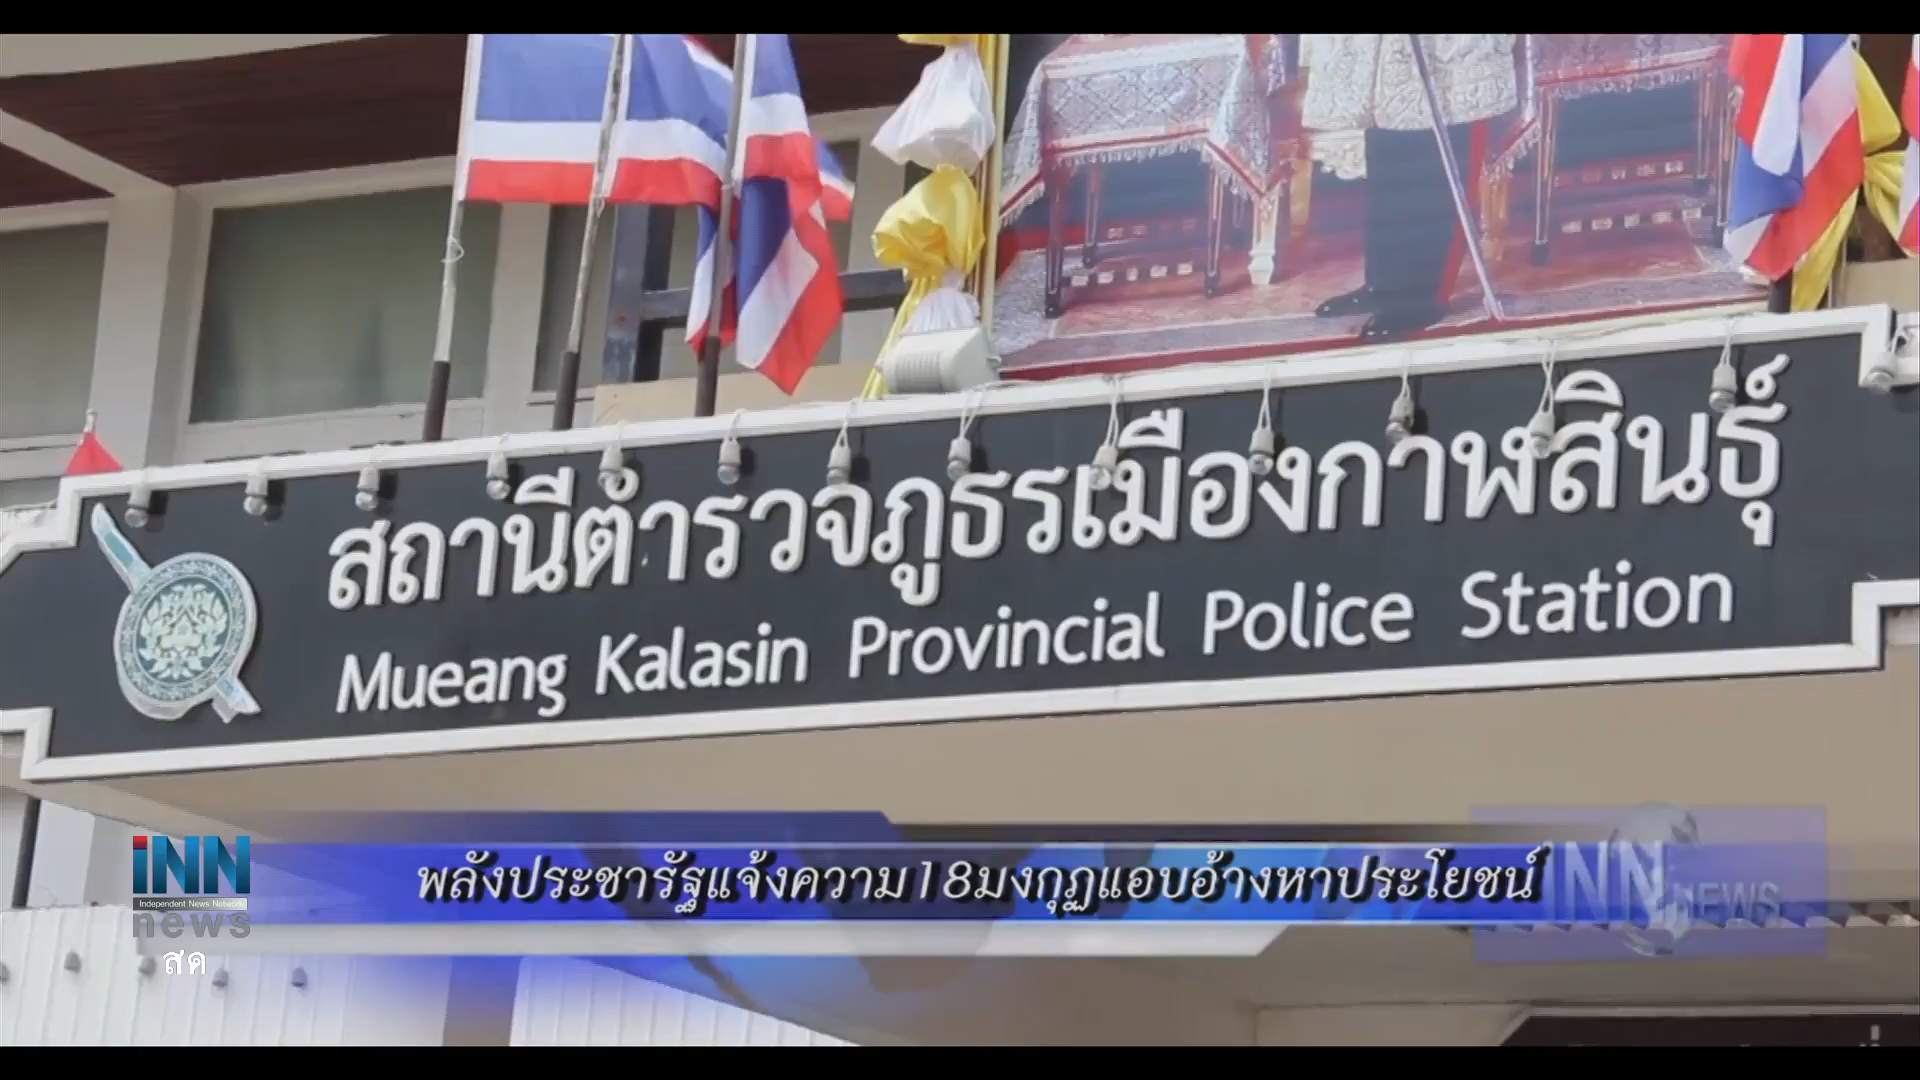 สถานีตำรวจภูธรเมืองกาฬสินธุ์
Mueang Kalasin Provincial Police Station
iNN
Independent News Network
news
สด
พลังประชารัฐแจ้งความ18มงกุฎแอบอ้างหาประโยชน์
INN NEWS